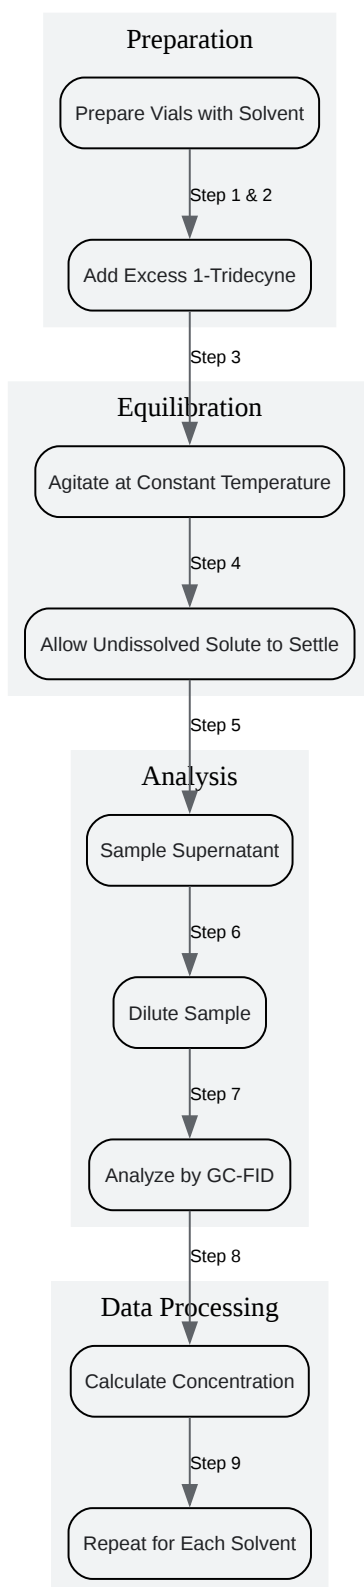 Preparation
Prepare Vials with Solvent
Step 1 & 2
Add Excess 1-Tridecyne
Step 3
Equilibration
Agitate at Constant Temperature
Step 4
Allow Undissolved Solute to Settle
Step 5
Analysis
Sample Supernatant
Step 6
Dilute Sample
Step 7
Analyze by GC-FID
Step 8
Data Processing
Calculate Concentration
Step 9
Repeat for Each Solvent